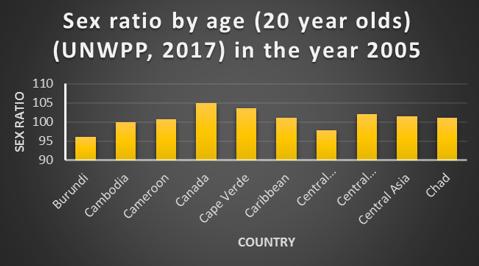 Sex ratio by age (20 year olds)
(UNWPP, 2017) in the year 2005
110
105
100
95
90
SEX RATIO
Burundi
Cambodia
Cameroon
Canada
Cape Verde
Caribbean
Central...
Central...
Central Asia
Chad
COUNTRY